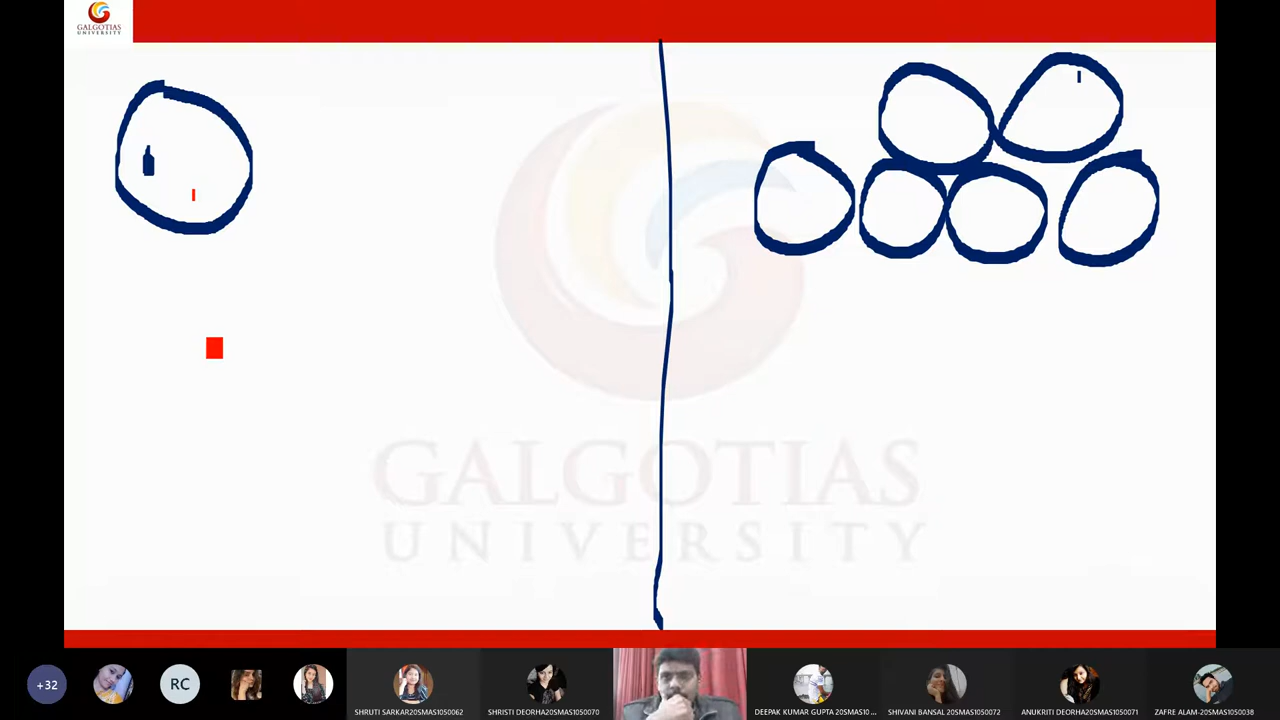 GALGOTIAS
UNIVERSITY
GALGOTIAS
UNIVERSITY
+32
RC
SHRUTI SARKAR20SMAS1050062
SHRISTI DEORHA20SMAS1050070
DEEPAK KUMAR GUPTA 20SMAS10 ...
SHIVANI BANSAL 20SMAS1050072
ANUKRITI DEORHA20SMAS1050071
ZAFRE ALAM-20SMAS1050038